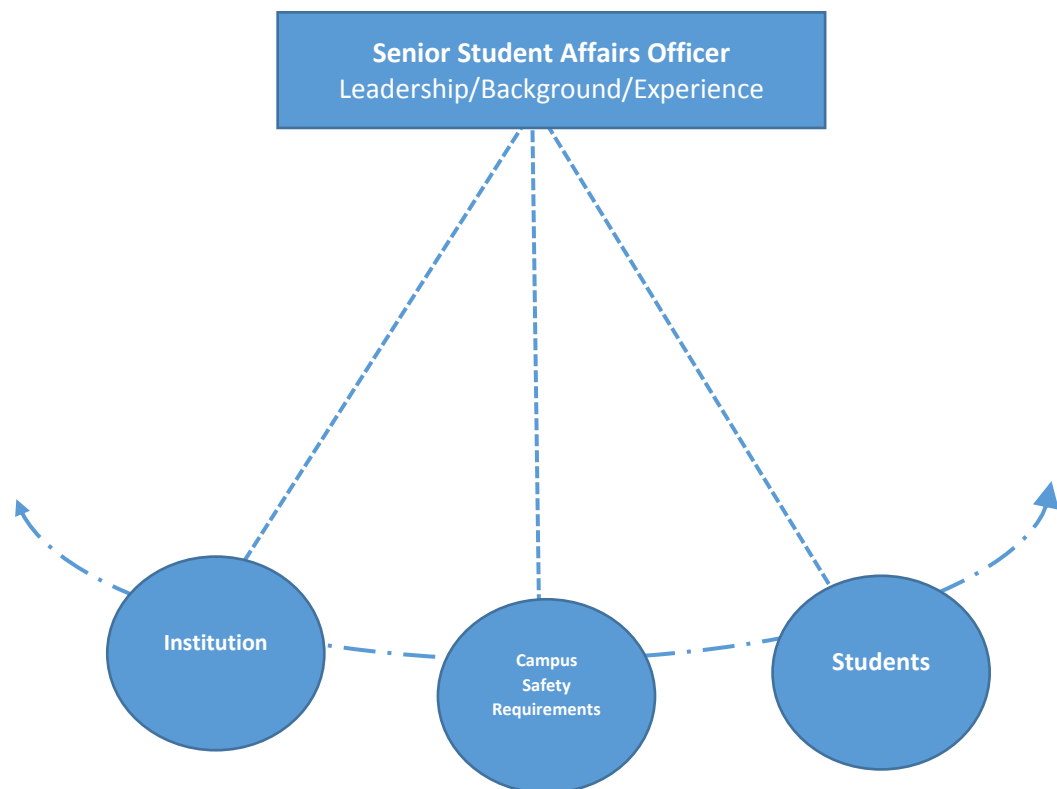 Senior Student Affairs Officer
Leadership/Background/Experience
Institution
Campus
Safety
Requirements
Students